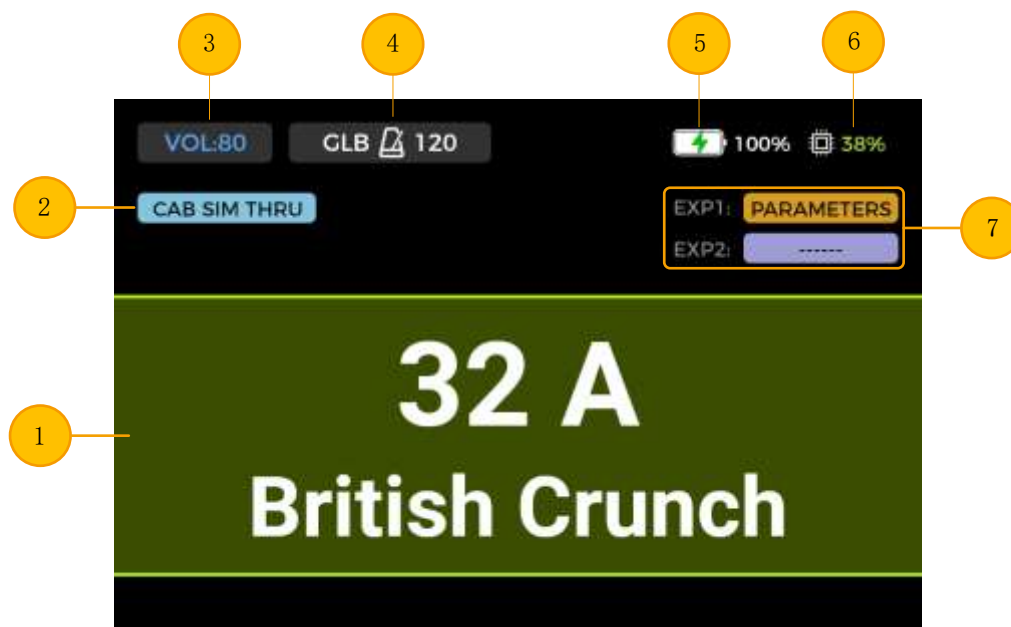 3
4
5
6
VOL:80
GLB 120
100%
38%
2
CAB SIM THRU
EXP1: PARAMETERS
7
EXP2: ------
32 A
1
British Crunch